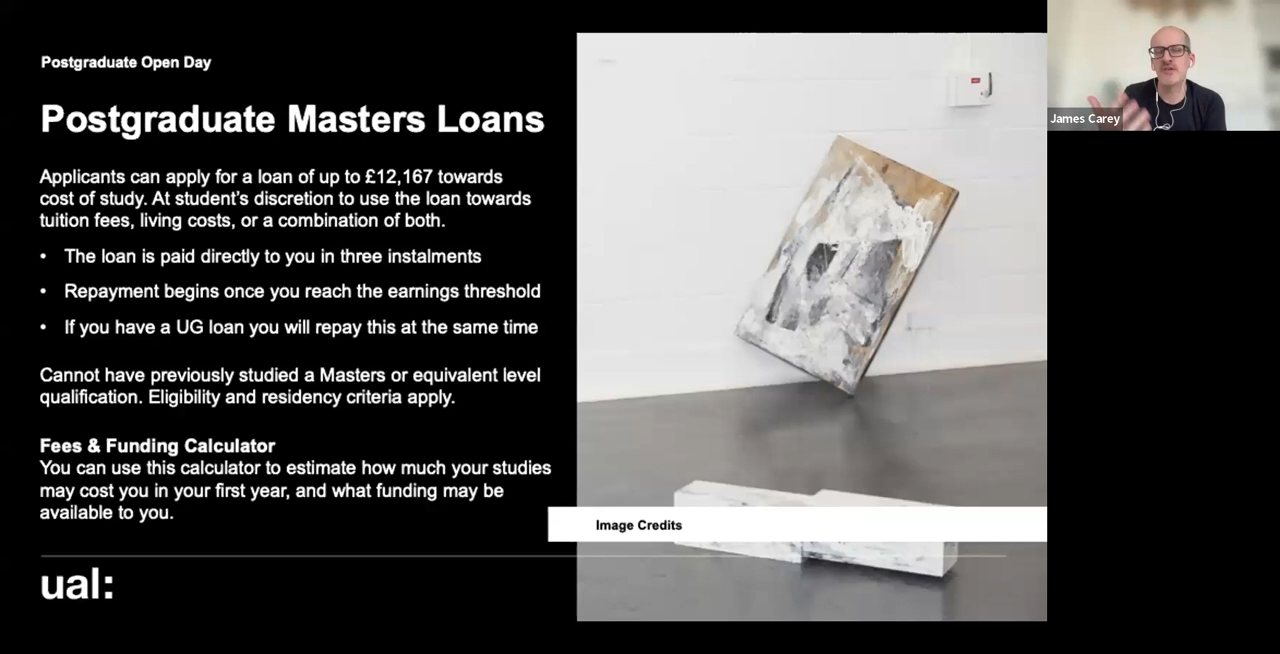 Postgraduate Open Day
Postgraduate Masters Loans
Applicants can apply for a loan of up to £12,167 towards
cost of study. At student's discretion to use the loan towards
tuition fees, living costs, or a combination of both.
• The loan is paid directly to you in three instalments
• Repayment begins once you reach the earnings threshold
• If you have a UG loan you will repay this at the same time
Cannot have previously studied a Masters or equivalent level
qualification. Eligibility and residency criteria apply.
Fees & Funding Calculator
You can use this calculator to estimate how much your studies
may cost you in your first year, and what funding may be
available to you.
Image Credits
ual:
James Carey